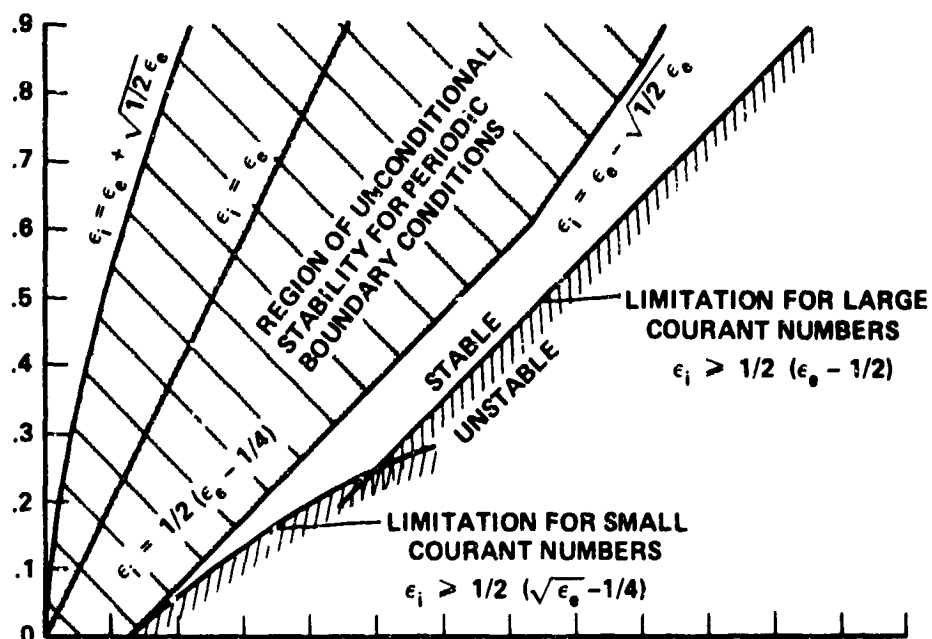 .9
.8
.7
.6
.5
.4
.3
.2
.1
0
ϵi = ϵe + √1/2 ϵe
ϵi = ϵe
REGION OF UNCONDITIONAL
STABILITY FOR PERIODIC
BOUNDARY CONDITIONS
ϵi = ϵe - √1/2 ϵe
ϵi = 1/2 (ϵe - 1/4)
STABLE
UNSTABLE
LIMITATION FOR LARGE
COURANT NUMBERS
ϵi ⩾ 1/2 (ϵe - 1/2)
LIMITATION FOR SMALL
COURANT NUMBERS
ϵi ⩾ 1/2 (√ϵe -1/4)